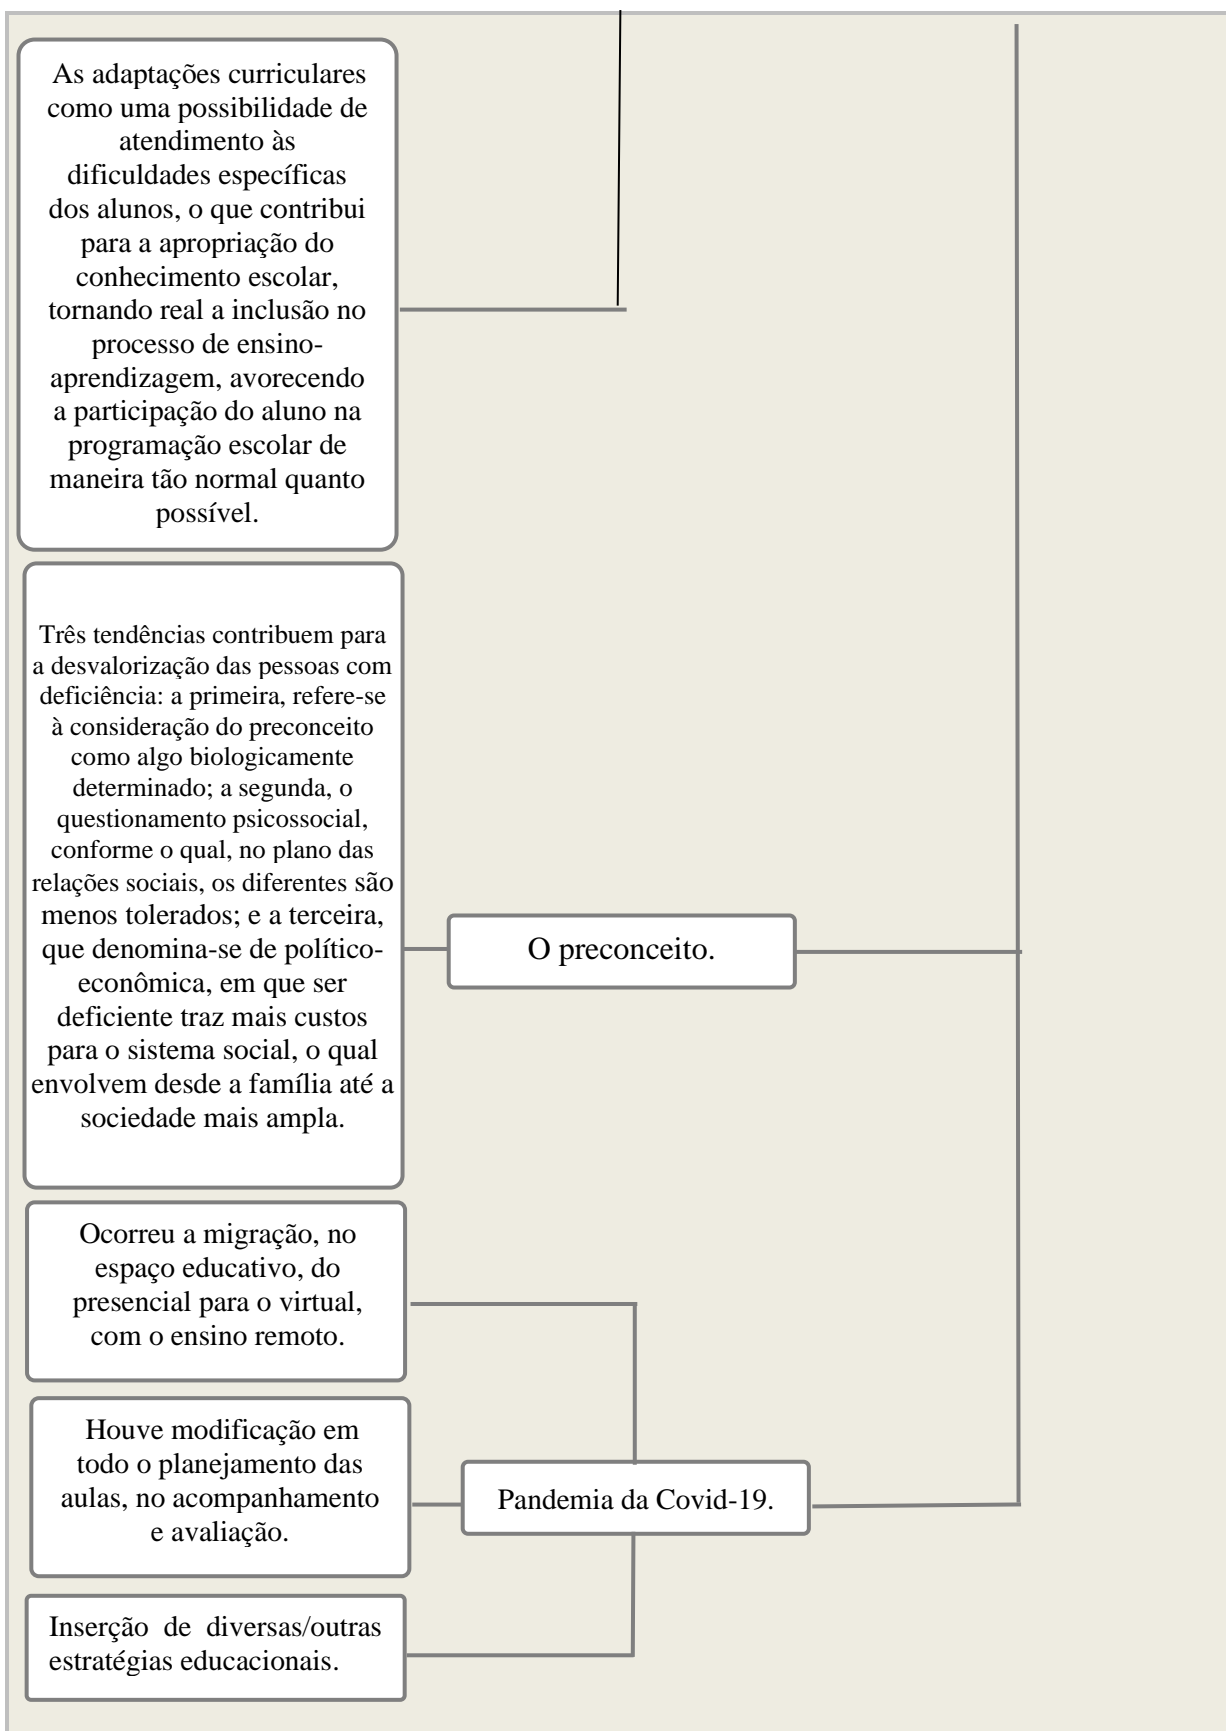 As adaptações curriculares
como uma possibilidade de
atendimento às
dificuldades específicas
dos alunos, o que contribui
para a apropriação do
conhecimento escolar,
tornando real a inclusão no
processo de ensino-
aprendizagem, avorecendo
a participação do aluno na
programação escolar de
maneira tão normal quanto
possível.
Três tendências contribuem para
a desvalorização das pessoas com
deficiência: a primeira, refere-se
à consideração do preconceito
como algo biologicamente
determinado; a segunda, o
questionamento psicossocial,
conforme o qual, no plano das
relações sociais, os diferentes são
menos tolerados; e a terceira,
que denomina-se de político-
econômica, em que ser
deficiente traz mais custos
para o sistema social, o qual
envolvem desde a família até a
sociedade mais ampla.
O preconceito.
Ocorreu a migração, no
espaço educativo, do
presencial para o virtual,
com o ensino remoto.
Houve modificação em
todo o planejamento das
aulas, no acompanhamento
e avaliação.
Pandemia da Covid-19.
Inserção de diversas/outras
estratégias educacionais.